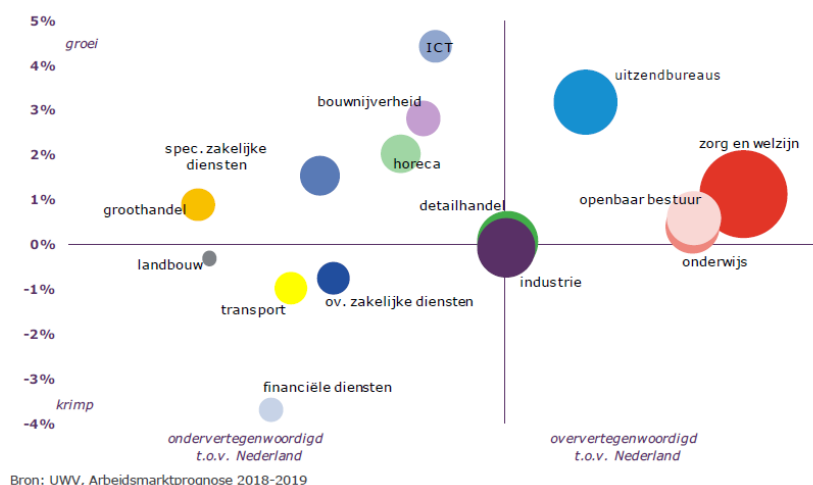 5%
groei
ICT
4%
uitzendbureaus
bouwnijverheid
3%
spec. zakelijke
diensten
zorg en welzijn
2%
horeca
1%
groothandel
detailhandel
openbaar bestuur
0%
landbouw
onderwijs
-1%
transport
ov. zakelijke diensten
industrie
-2%
-3%
financiële diensten
krimp
-4%
ondervertegenwoordigd
t.o.v. Nederland
oververtegenwoordigd
t.o.v. Nederland
Bron: UWV, Arbeidsmarktprognose 2018-2019